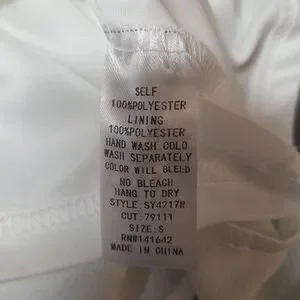 SELF
100%POLYESTER
LINING
100%POLYESTER
HAND WASH COLD
WASH SEPARATELY
COLOR WILL BLEED
NO BLEACH
HANG TO DRY
STYLE.SY4217R
CUT.79111
SIZE:S
RN#141642
MADE IN CHINA